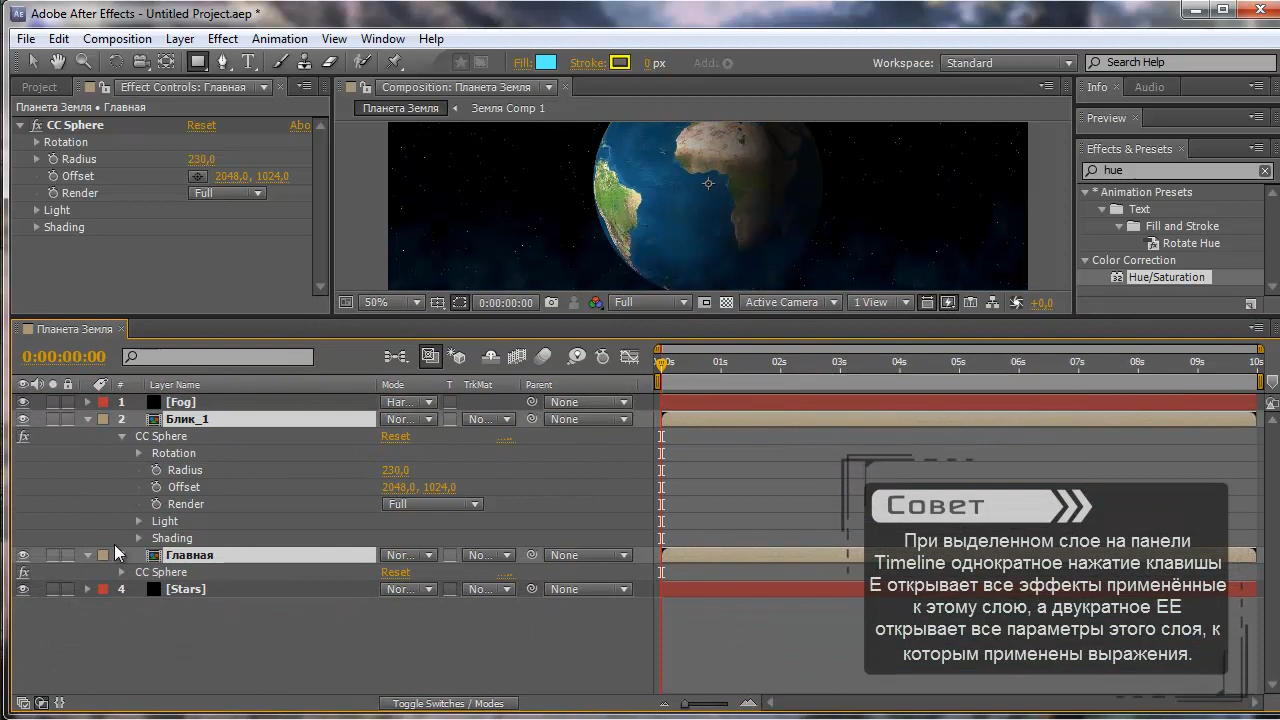 Adobe After Effects - Untitled Project.aep *
File Edit Composition Layer Effect Animation View Window Help
Fill: Stroke: 0 px Add: Workspace: Standard Search Help
Project Effect Controls: Главная Composition: Планета Земля Info Audio
Планета Земля • Главная Планета Земля Земля Comp 1
fx CC Sphere Reset Abo
Rotation
Radius 230,0
Offset 2048,0, 1024,0
Render Full
Light
Shading
50% 0:00:00:00 Full Active Camera 1 View +0,0
Preview
Effects & Presets
hue
* Animation Presets
Text
Fill and Stroke
Rotate Hue
Color Correction
Hue/Saturation
Планета Земля
0:00:00:00
01s 02s 03s 04s 05s 06s 07s 08s 09s 10s
# Layer Name Mode T TrkMat Parent
1 [Fog] Har... None
2 Блик_1 Nor... No... None
fx CC Sphere Reset .....
Rotation
Radius 230,0
Offset 2048,0, 1024,0
Render Full
Light
Shading
Главная Nor... No... None
fx CC Sphere Reset .....
4 [Stars] Nor... No... None
Toggle Switches / Modes
Совет
При выделенном слое на панели
Timeline однократное нажатие клавишы
E открывает все эффекты применённые
к этому слою, а двукратное EE
открывает все параметры этого слоя, к
которым применены выражения.